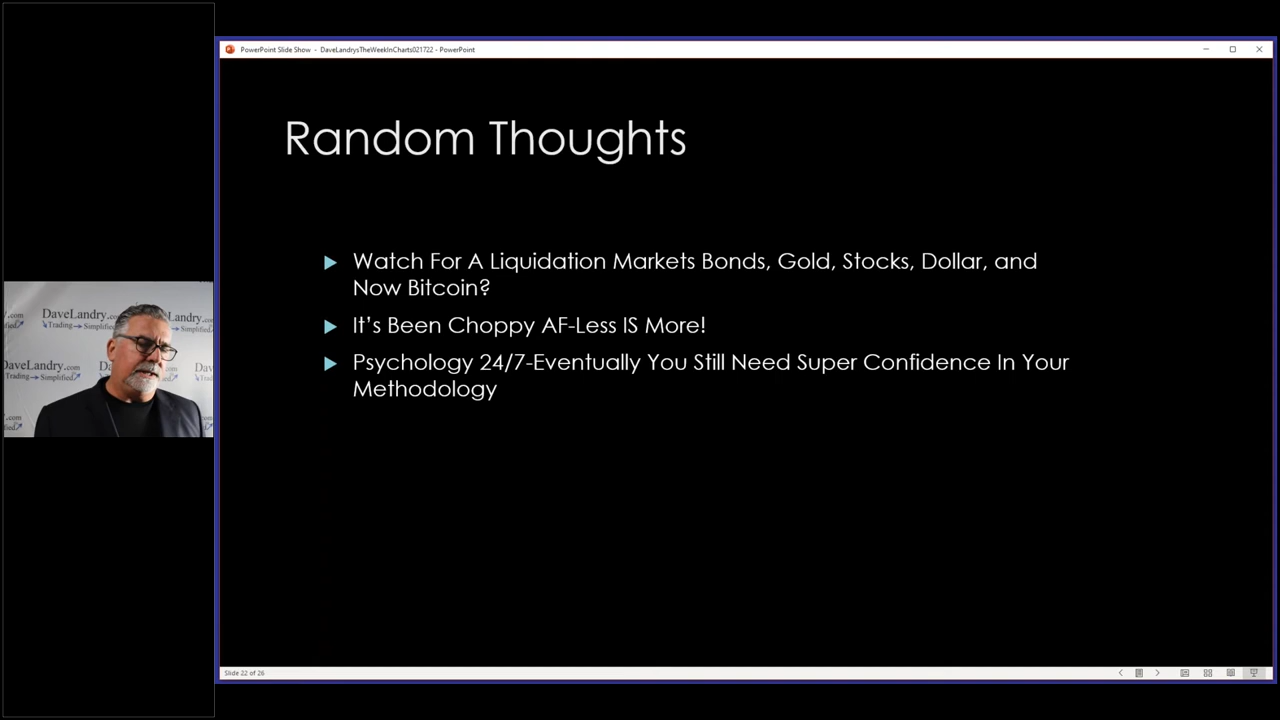 PowerPoint Slide Show - DaveLandrysTheWeekInCharts021722 - PowerPoint
Random Thoughts
Watch For A Liquidation Markets Bonds, Gold, Stocks, Dollar, and
Now Bitcoin?
It's Been Choppy AF-Less IS More!
Psychology 24/7-Eventually You Still Need Super Confidence In Your
Methodology
DaveLandry.com
Trading Simplified
Slide 22 of 26